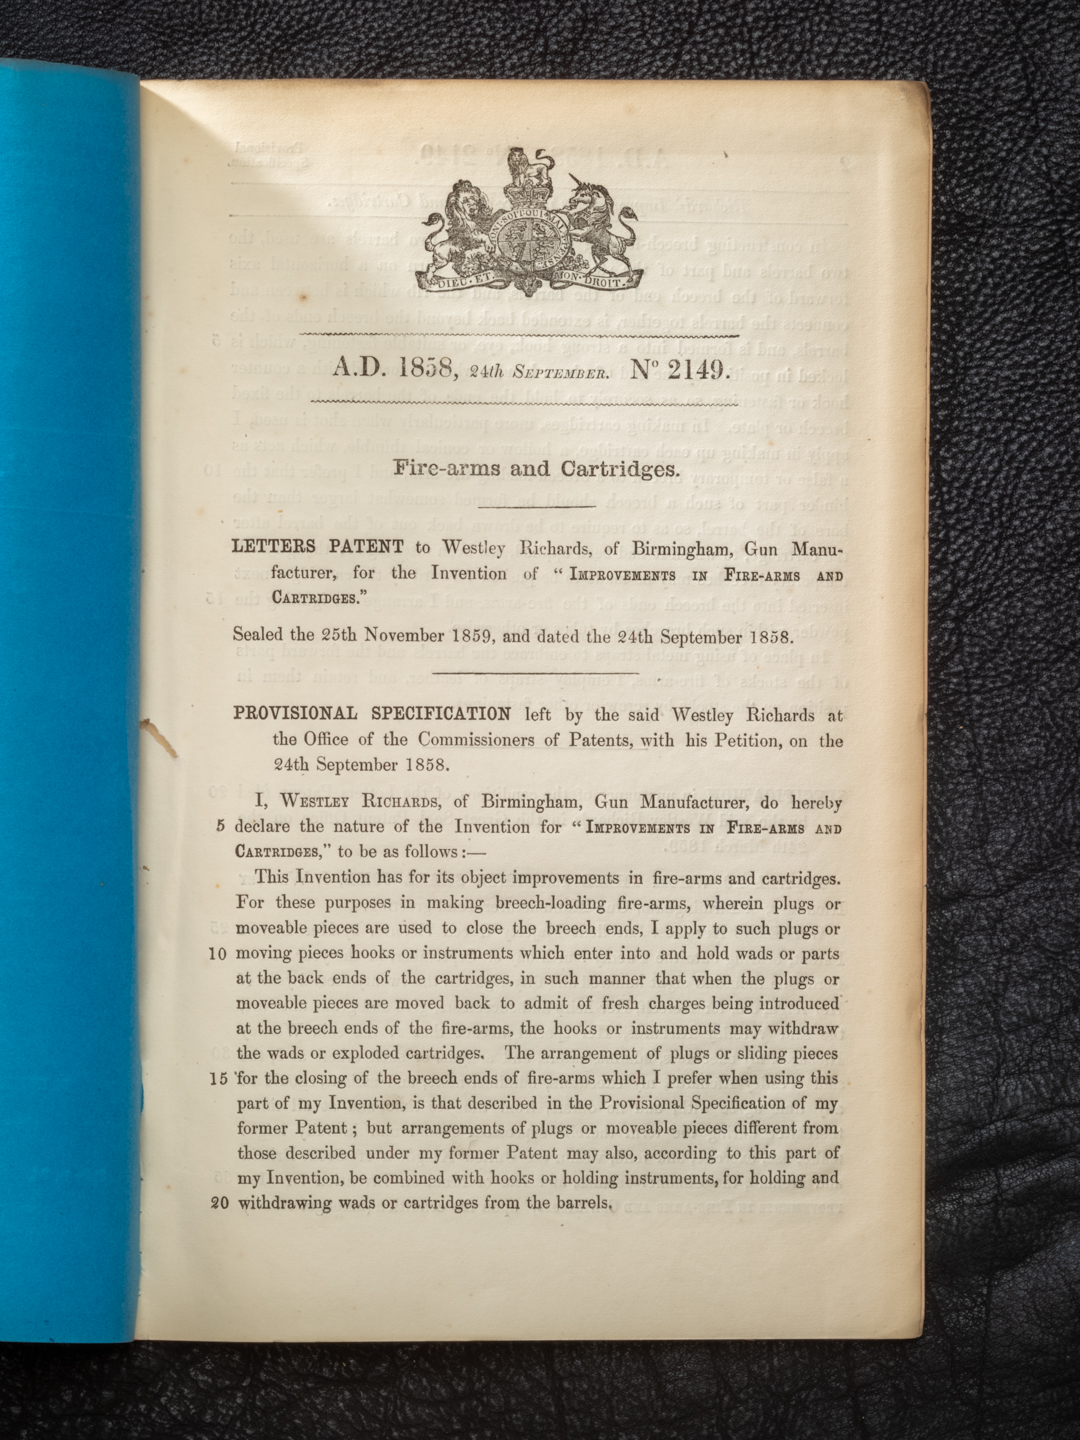 HONI SOIT QUI MAL
DIEU · ET · MON · DROIT.
A.D. 1858, 24th SEPTEMBER. Nº 2149.
Fire-arms and Cartridges.
LETTERS PATENT to Westley Richards, of Birmingham, Gun Manu-
facturer, for the Invention of “ IMPROVEMENTS IN FIRE-ARMS AND
CARTRIDGES.”
Sealed the 25th November 1859, and dated the 24th September 1858.
PROVISIONAL SPECIFICATION left by the said Westley Richards at
the Office of the Commissioners of Patents, with his Petition, on the
24th September 1858.
I, WESTLEY RICHARDS, of Birmingham, Gun Manufacturer, do hereby
5 declare the nature of the Invention for “ IMPROVEMENTS IN FIRE-ARMS AND
CARTRIDGES,” to be as follows :—
This Invention has for its object improvements in fire-arms and cartridges.
For these purposes in making breech-loading fire-arms, wherein plugs or
moveable pieces are used to close the breech ends, I apply to such plugs or
10 moving pieces hooks or instruments which enter into and hold wads or parts
at the back ends of the cartridges, in such manner that when the plugs or
moveable pieces are moved back to admit of fresh charges being introduced
at the breech ends of the fire-arms, the hooks or instruments may withdraw
the wads or exploded cartridges. The arrangement of plugs or sliding pieces
15 for the closing of the breech ends of fire-arms which I prefer when using this
part of my Invention, is that described in the Provisional Specification of my
former Patent ; but arrangements of plugs or moveable pieces different from
those described under my former Patent may also, according to this part of
my Invention, be combined with hooks or holding instruments, for holding and
20 withdrawing wads or cartridges from the barrels.